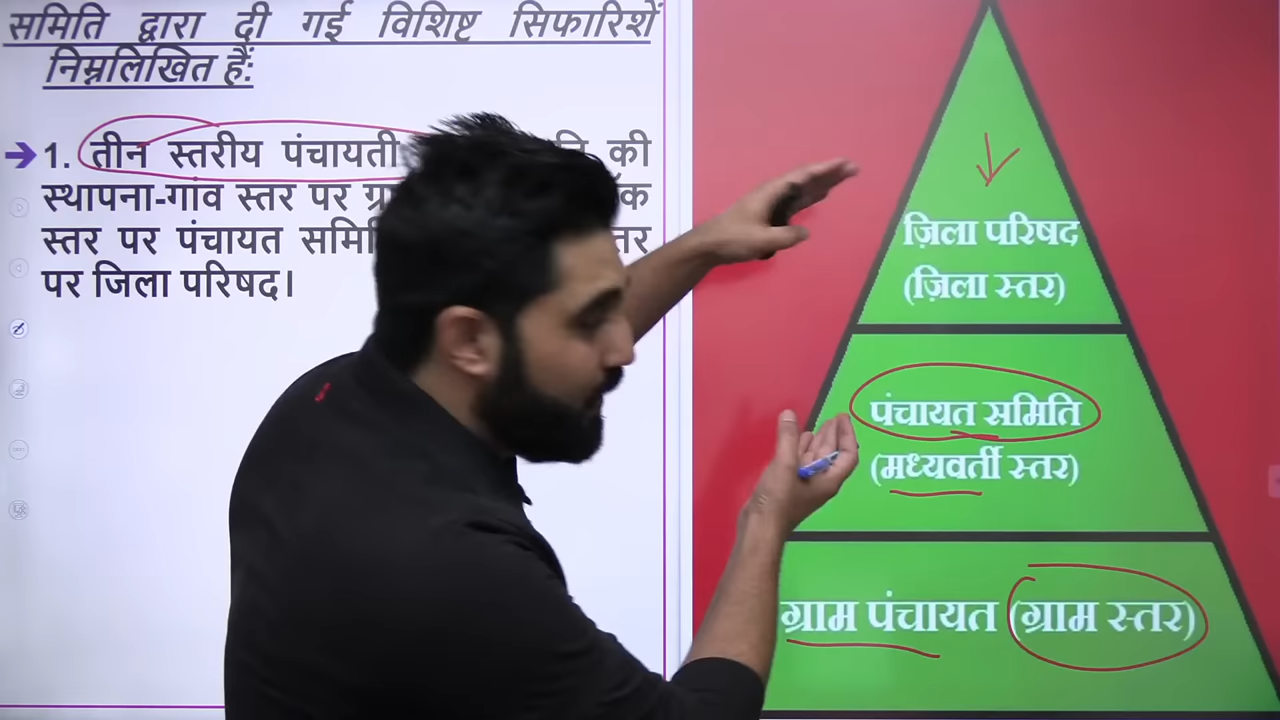 समिति द्वारा दी गई विशिष्ट सिफारिशें
निम्नलिखित हैं:
1. तीन स्तरीय पंचायती की
स्थापना-गांव स्तर पर
स्तर पर पंचायत
पर जिला परिषद।
ज़िला परिषद
(ज़िला स्तर)
पंचायत समिति
(मध्यवर्ती स्तर)
ग्राम पंचायत (ग्राम स्तर)